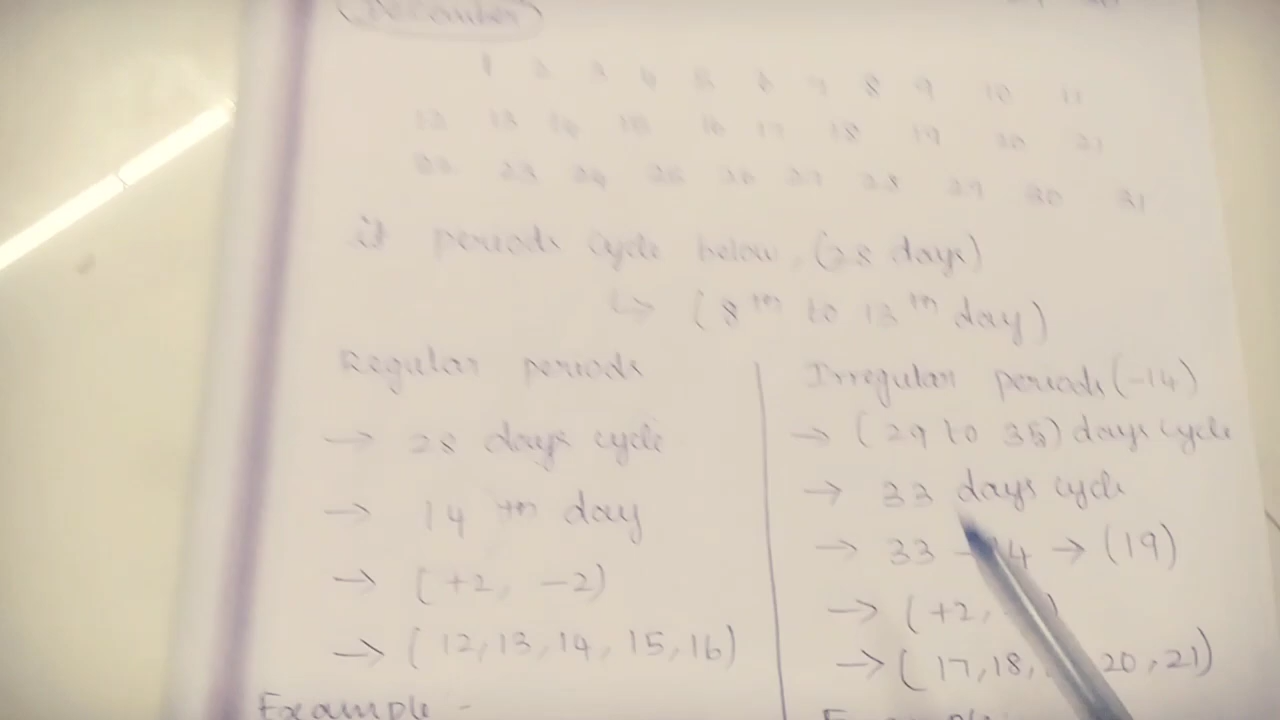 (December)
1 2 3 4 5 6 7 8 9 10 11
12 13 14 15 16 17 18 19 20 21
22 23 24 25 26 27 28 29 30 31
if periods cycle below (28 days)
↳ (8th to 13th day)
Regular periods
→ 28 days cycle
→ 14th day
→ (+2, -2)
→ (12, 13, 14, 15, 16)
Example -
Irregular periods (-14)
→ (29 to 35) days cycle
→ 33 days cycle
→ 33 - 14 → (19)
→ (+2, )
→ (17, 18, 20, 21)